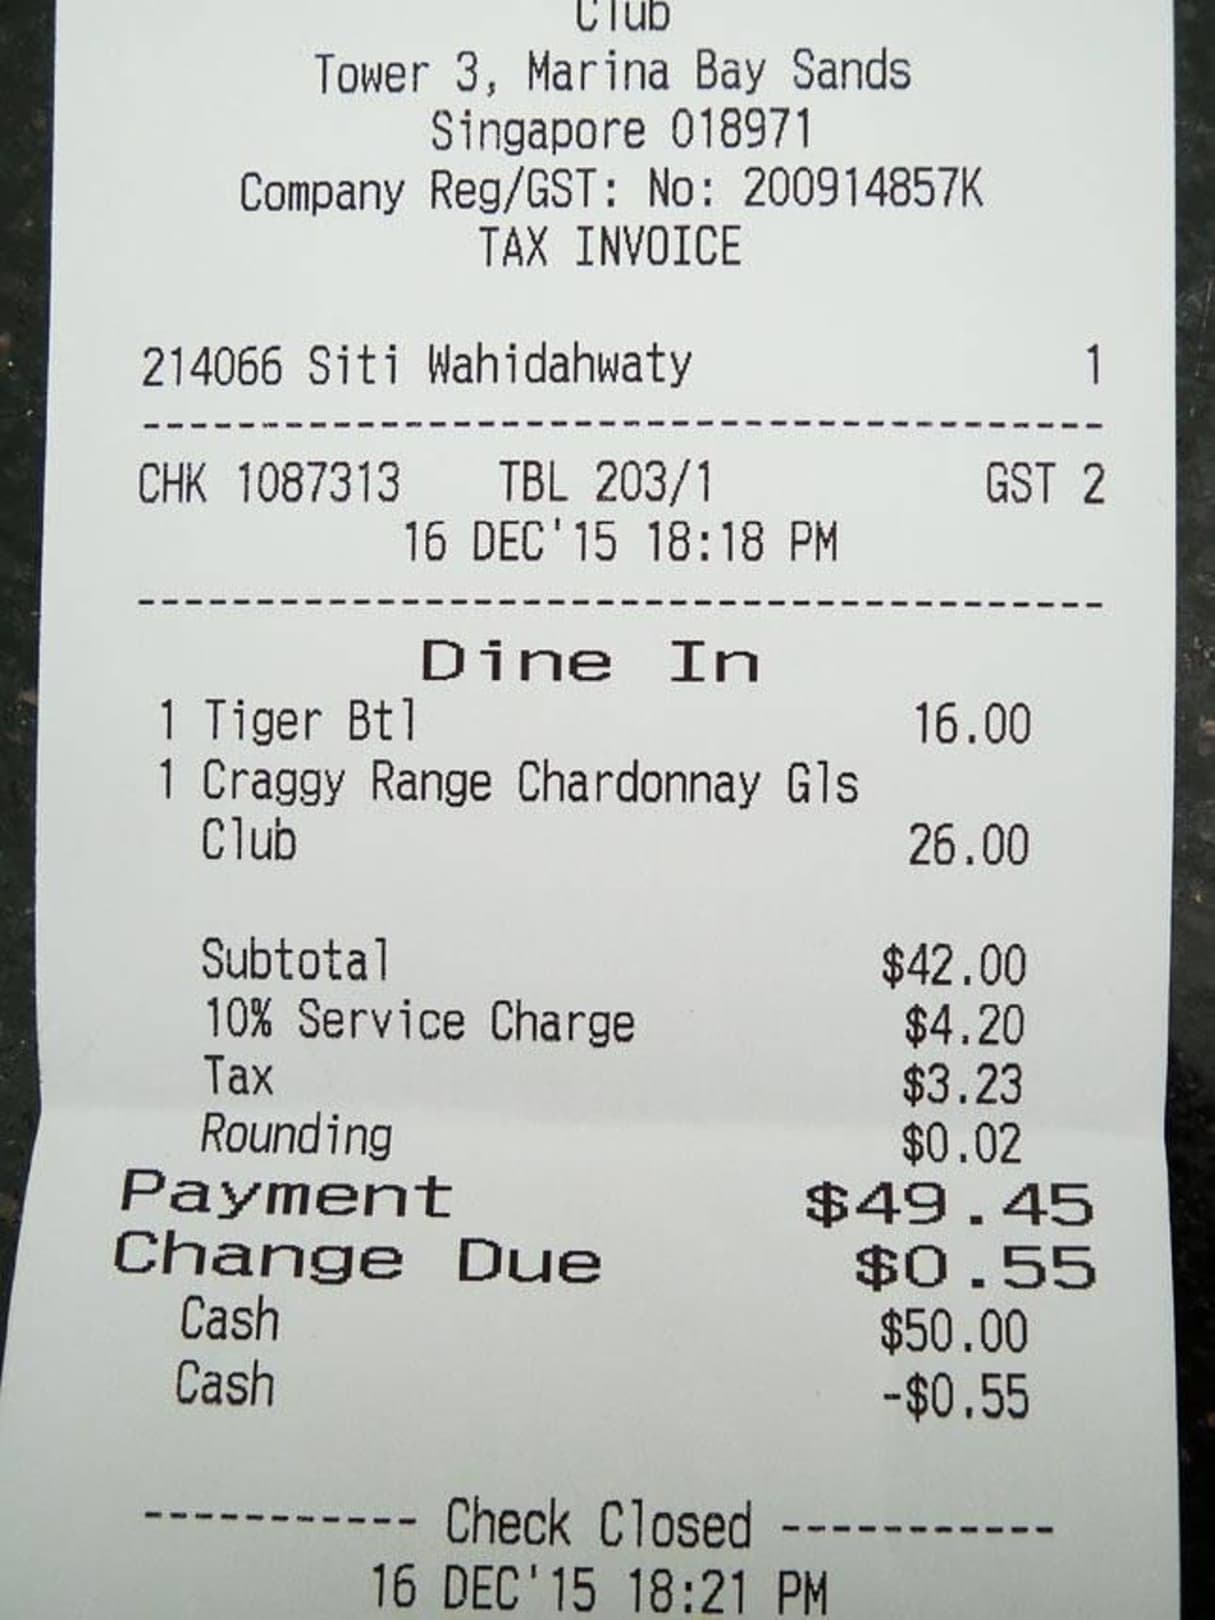 Club
Tower 3, Marina Bay Sands
Singapore 018971
Company Reg/GST: No: 200914857K
TAX INVOICE
214066 Siti Wahidahwaty 1
----------------------------------------
CHK 1087313 TBL 203/1 GST 2
16 DEC'15 18:18 PM
----------------------------------------
Dine In
1 Tiger Btl 16.00
1 Craggy Range Chardonnay Gls
Club 26.00
Subtotal $42.00
10% Service Charge $4.20
Tax $3.23
Rounding $0.02
Payment $49.45
Change Due $0.55
Cash $50.00
Cash -$0.55
----------- Check Closed -----------
16 DEC'15 18:21 PM